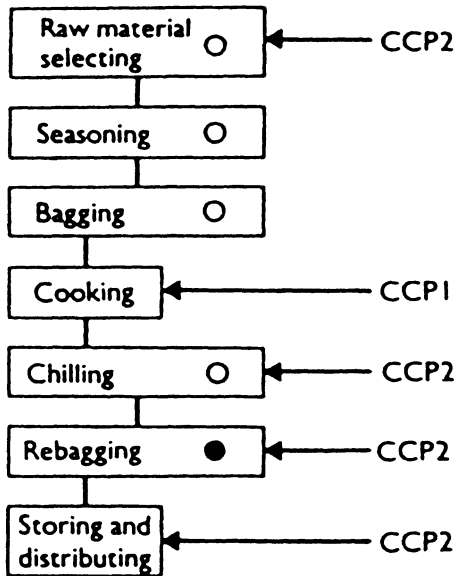 Raw material
selecting
CCP2
Seasoning
Bagging
Cooking
CCP1
Chilling
CCP2
Rebagging
CCP2
Storing and
distributing
CCP2